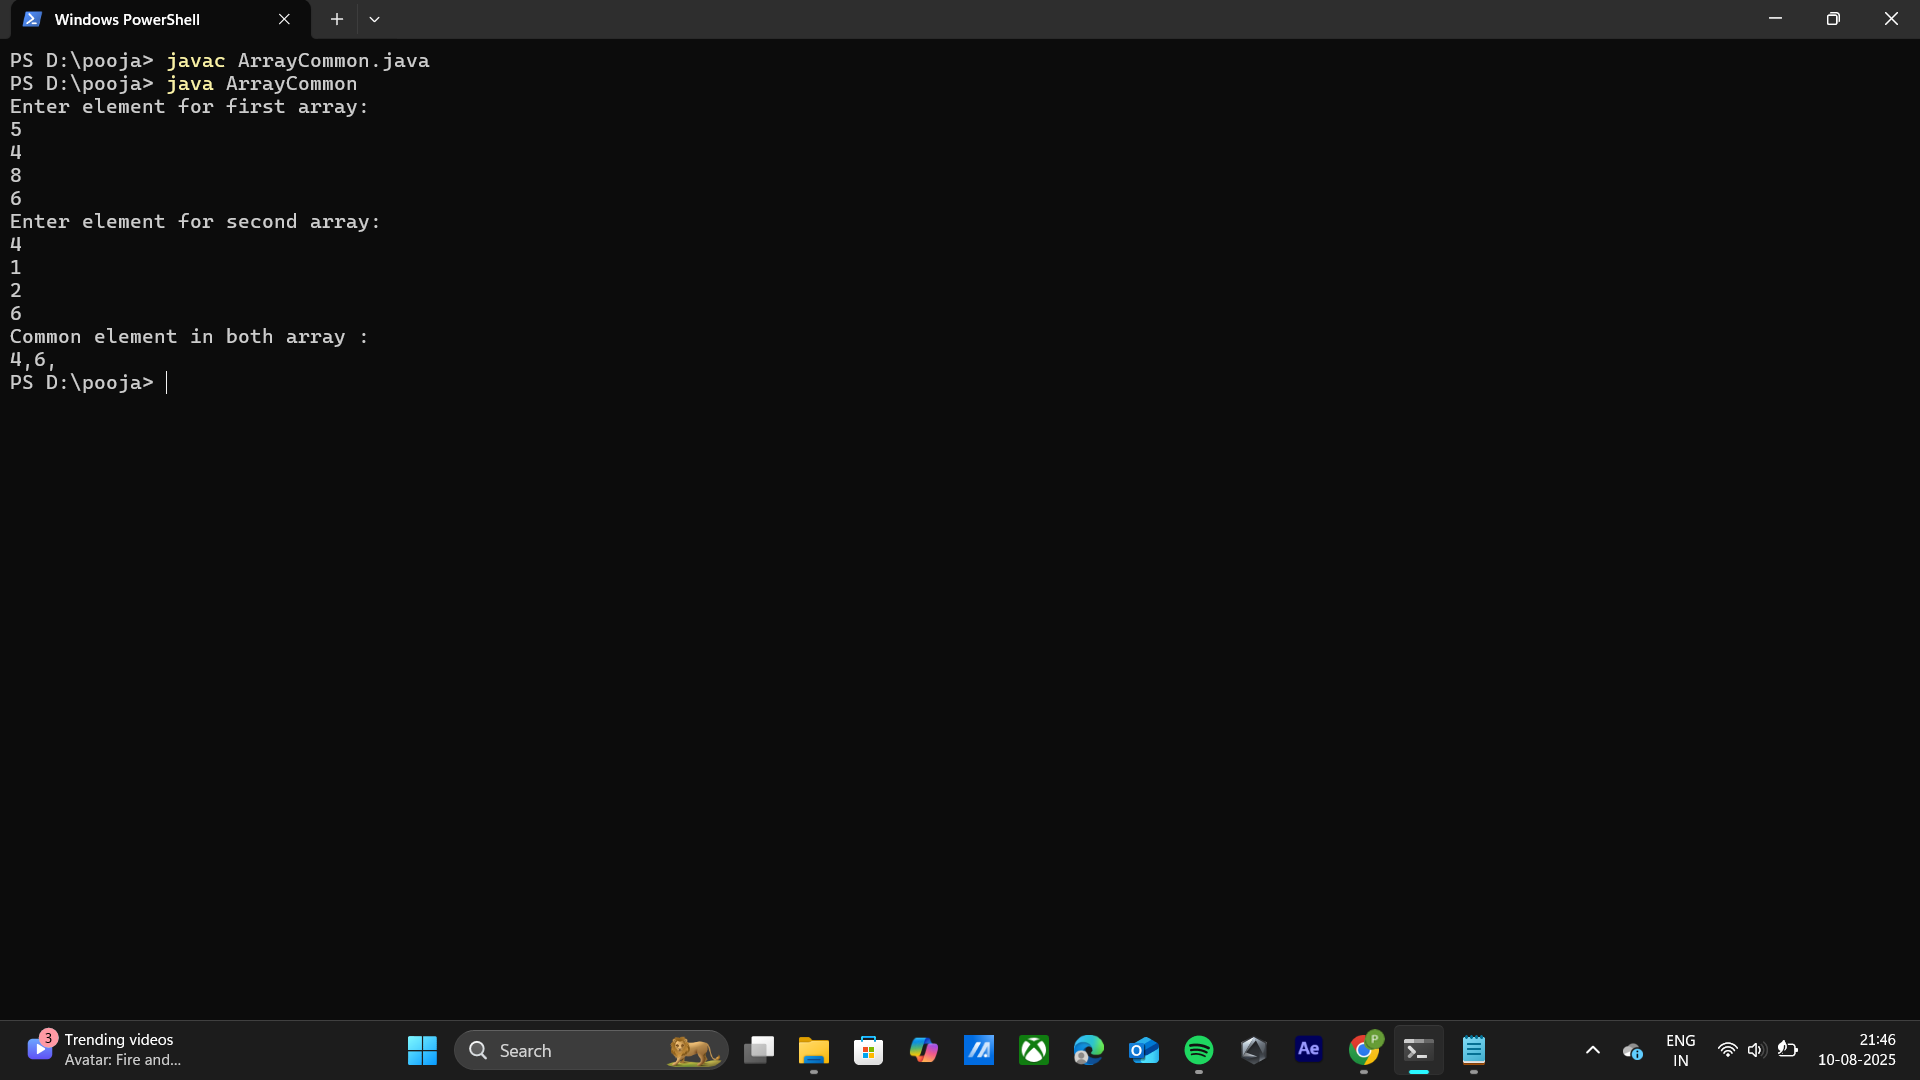 Windows PowerShell
PS D:\pooja> javac ArrayCommon.java
PS D:\pooja> java ArrayCommon
Enter element for first array:
5
4
8
6
Enter element for second array:
4
1
2
6
Common element in both array :
4,6,
PS D:\pooja>
3
Trending videos
Avatar: Fire and...
Search
Ae
P
ENG
IN
21:46
10-08-2025